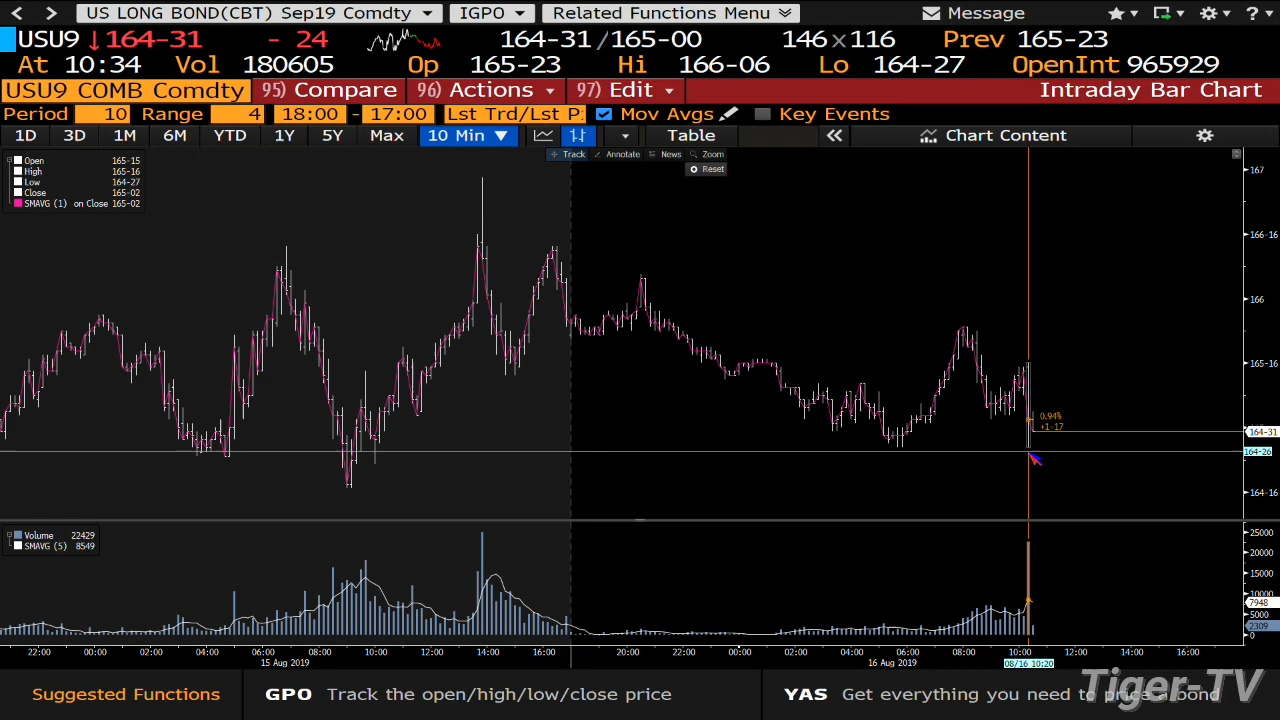 US LONG BOND(CBT) Sep19 Comdty IGPO Related Functions Menu Message
USU9 164-31 - 24 164-31/165-00 146x116 Prev 165-23
At 10:34 Vol 180605 Op 165-23 Hi 166-06 Lo 164-27 OpenInt 965929
USU9 COMB Comdty 95) Compare 96) Actions 97) Edit Intraday Bar Chart
Period 10 Range 4 18:00 - 17:00 Lst Trd/Lst P Mov Avgs Key Events
1D 3D 1M 6M YTD 1Y 5Y Max 10 Min Table Chart Content
Track Annotate News Zoom
Reset
Open 165-15
High 165-16
Low 164-27
Close 165-02
SMAVG (1) on Close 165-02
167
166-16
166
165-16
0.94%
+1-17
164-31
164-26
164-16
Volume 22429
SMAVG (5) 8549
25000
20000
15000
10000
7948
5000
2309
0
22:00 00:00 02:00 04:00 06:00 08:00 10:00 12:00 14:00 16:00 20:00 22:00 00:00 02:00 04:00 06:00 08:00 10:00 12:00 14:00 16:00
15 Aug 2019 16 Aug 2019 08/16 10:20
Suggested Functions GPO Track the open/high/low/close price YAS Get everything you need to price a bond
Tiger-TV